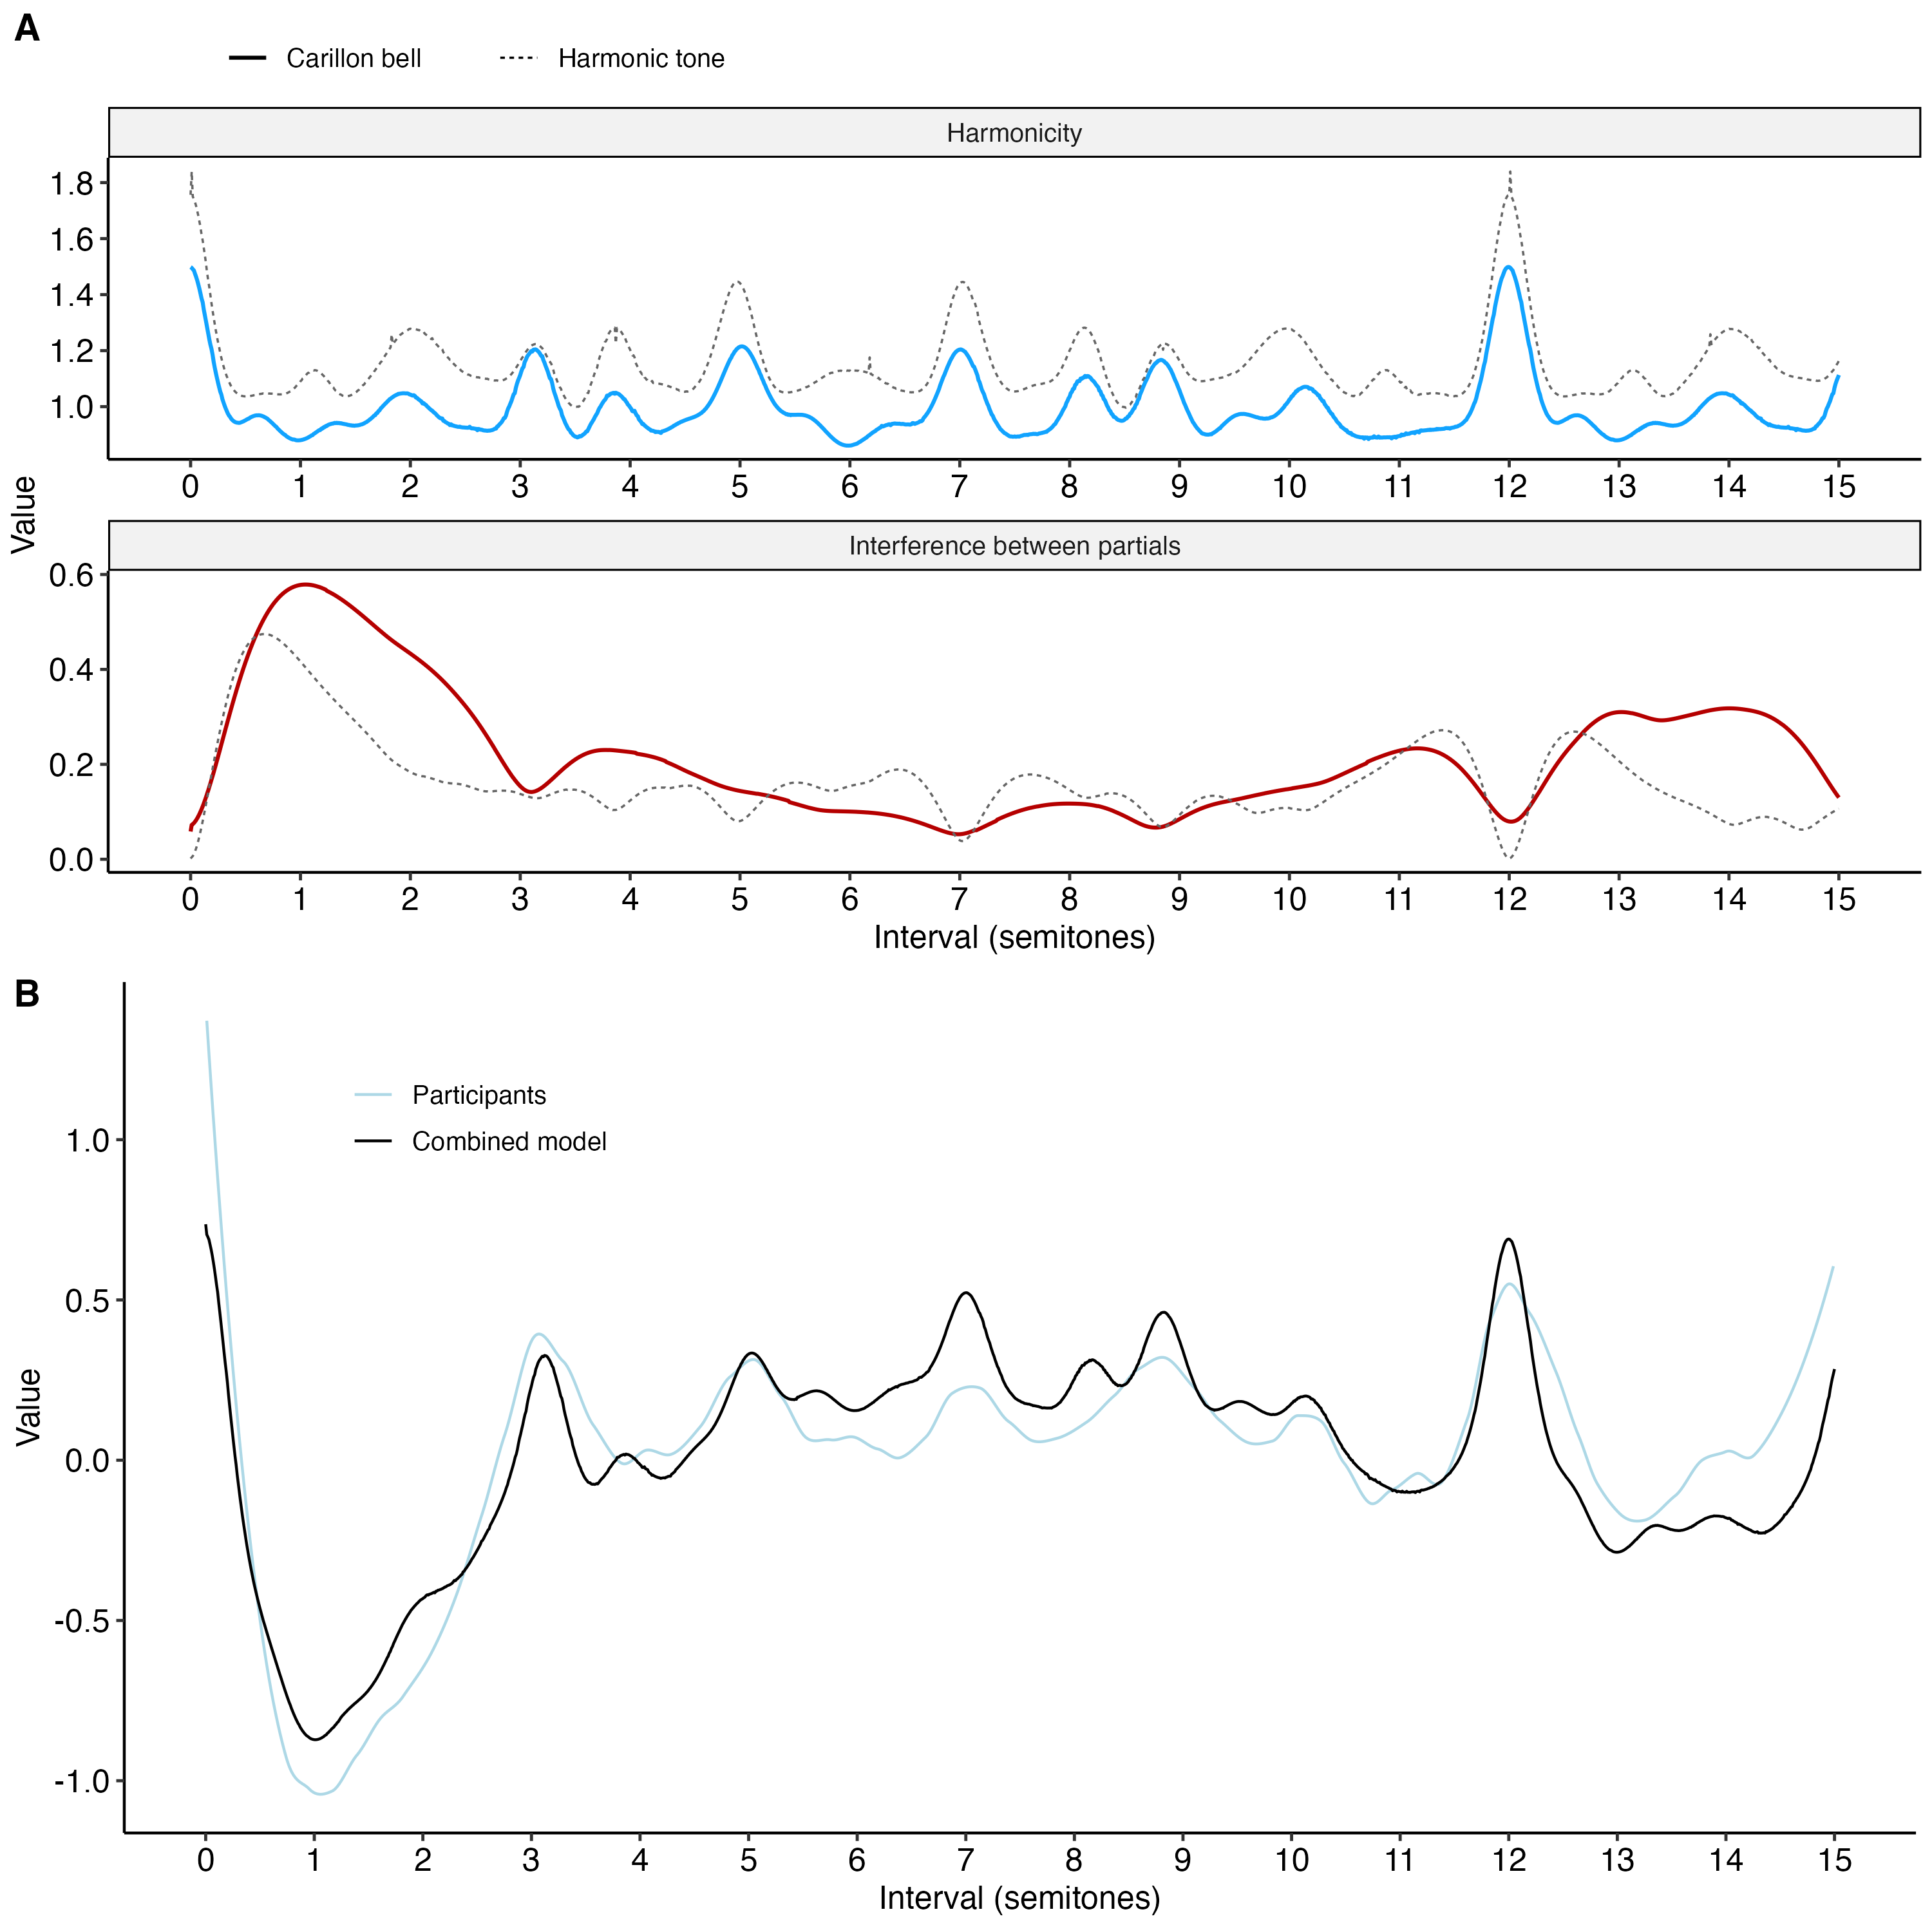 A
Carillon bell Harmonic tone
Harmonicity
1.8
1.6
1.4
1.2
1.0
0 1 2 3 4 5 6 7 8 9 10 11 12 13 14 15
Value
Interference between partials
0.6
0.4
0.2
0.0
0 1 2 3 4 5 6 7 8 9 10 11 12 13 14 15
Interval (semitones)
B
Participants
Combined model
1.0
0.5
0.0
-0.5
-1.0
Value
0 1 2 3 4 5 6 7 8 9 10 11 12 13 14 15
Interval (semitones)